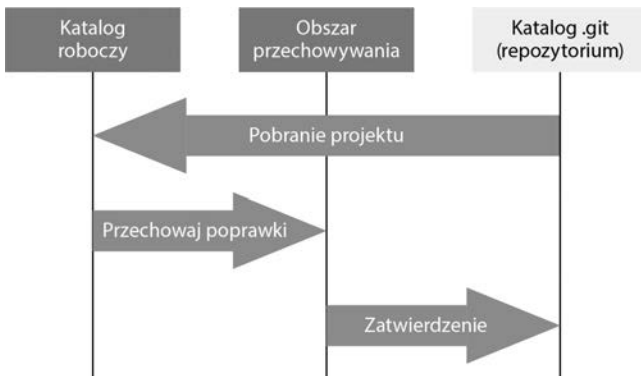 Katalog
roboczy
Obszar
przechowywania
Katalog .git
(repozytorium)
Pobranie projektu
Przechowaj poprawki
Zatwierdzenie